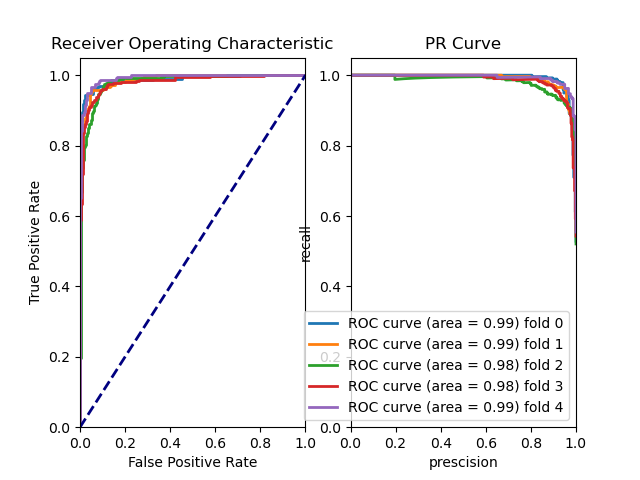 Receiver Operating Characteristic
PR Curve
1.0
0.8
0.6
0.4
0.2
0.0
True Positive Rate
0.0 0.2 0.4 0.6 0.8 1.0
False Positive Rate
1.0
0.8
0.6
0.4
0.2
0.0
recall
ROC curve (area = 0.99) fold 0
ROC curve (area = 0.99) fold 1
ROC curve (area = 0.98) fold 2
ROC curve (area = 0.98) fold 3
ROC curve (area = 0.99) fold 4
0.0 0.2 0.4 0.6 0.8 1.0
prescision